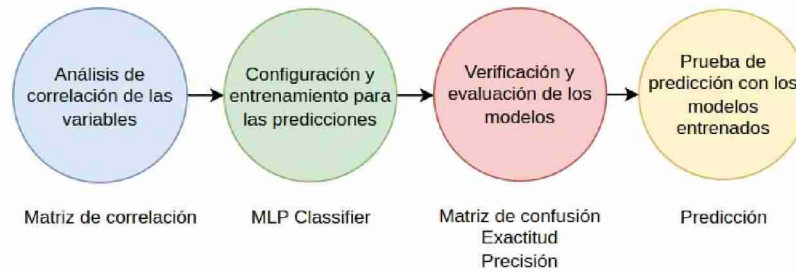 Análisis de
correlación de las
variables
Configuración y
entrenamiento para
las predicciones
Verificación y
evaluación de los
modelos
Prueba de
predicción con los
modelos
entrenados
Matriz de correlación
MLP Classifier
Matriz de confusión
Exactitud
Precisión
Predicción